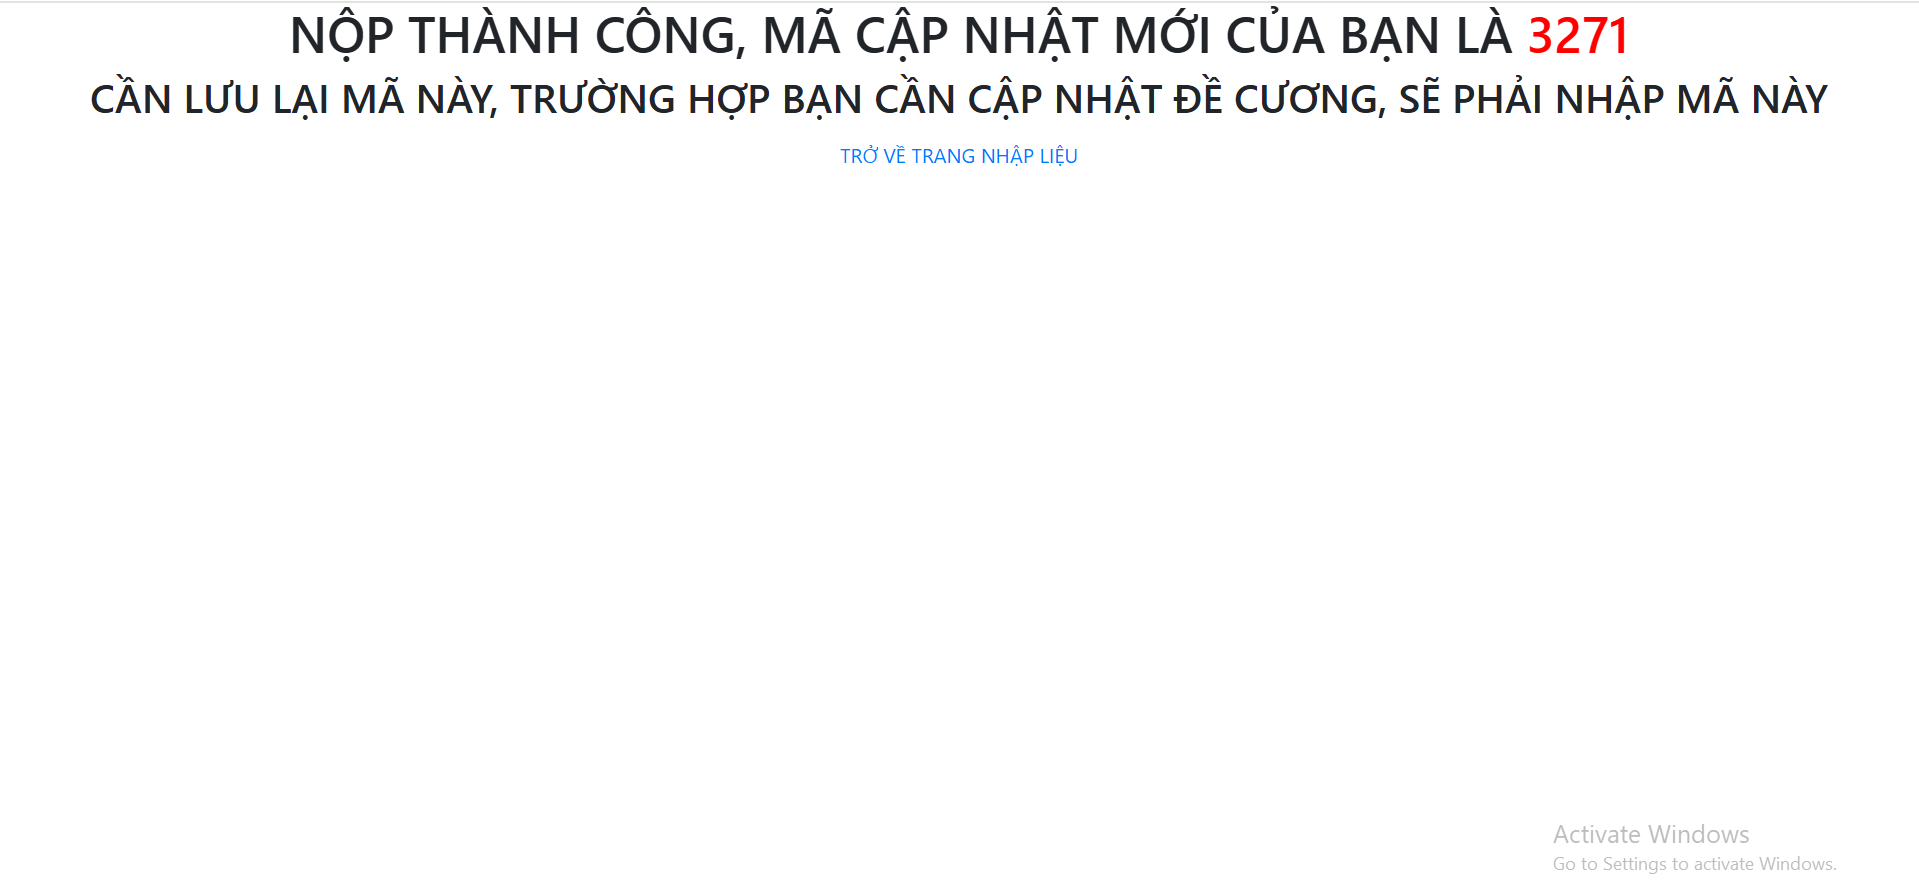 NỘP THÀNH CÔNG, MÃ CẬP NHẬT MỚI CỦA BẠN LÀ 3271
CẦN LƯU LẠI MÃ NÀY, TRƯỜNG HỢP BẠN CẦN CẬP NHẬT ĐỀ CƯƠNG, SẼ PHẢI NHẬP MÃ NÀY
TRỞ VỀ TRANG NHẬP LIỆU
Activate Windows
Go to Settings to activate Windows.